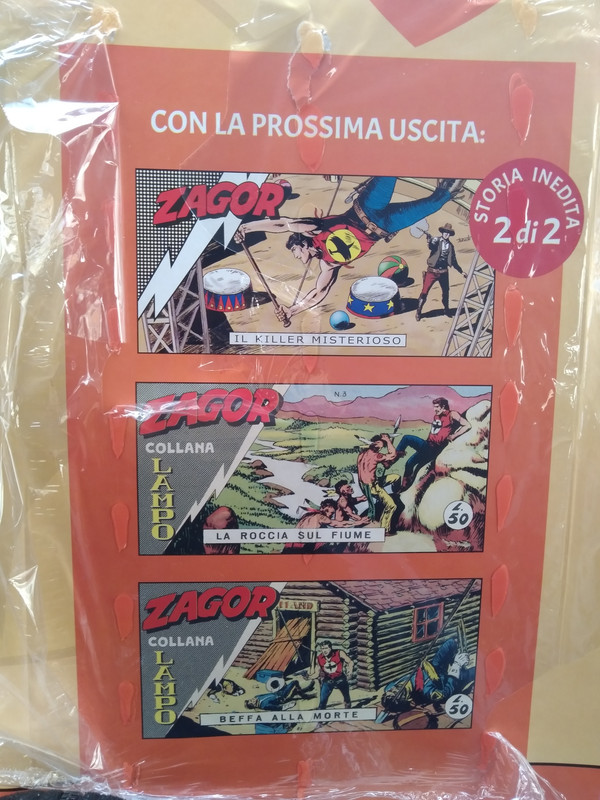 CON LA PROSSIMA USCITA:
STORIA INEDITA
2 di 2
ZAGOR
IL KILLER MISTERIOSO
ZAGOR
COLLANA
LAMPO
N.3
L. 50
LA ROCCIA SUL FIUME
ZAGOR
COLLANA
LAMPO
L. 50
BEFFA ALLA MORTE